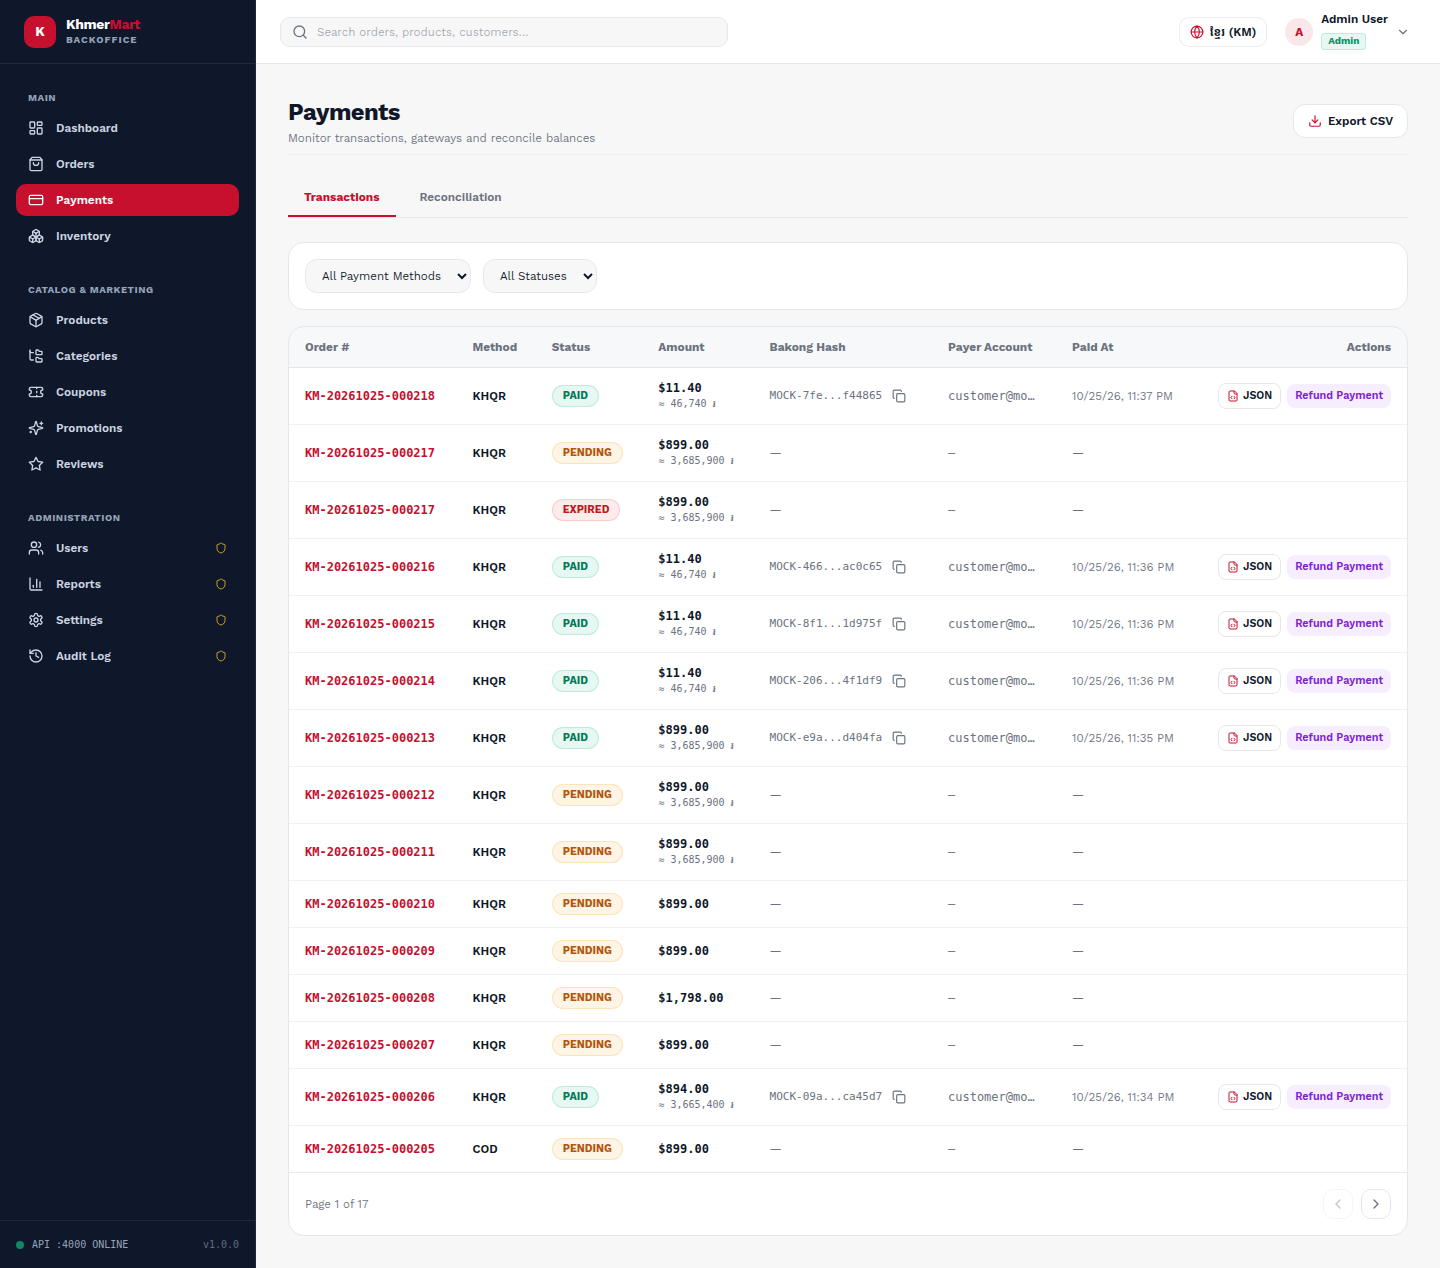 K
KhmerMart
BACKOFFICE
Search orders, products, customers...
ខ្មែរ (KM)
A
Admin User
Admin
MAIN
Dashboard
Orders
Payments
Inventory
CATALOG & MARKETING
Products
Categories
Coupons
Promotions
Reviews
ADMINISTRATION
Users
Reports
Settings
Audit Log
API :4000 ONLINE
v1.0.0
Payments
Monitor transactions, gateways and reconcile balances
Export CSV
Transactions Reconciliation
All Payment Methods All Statuses
Order # Method Status Amount Bakong Hash Payer Account Paid At Actions
KM-20261025-000218 KHQR PAID $11.40 MOCK-7fe...f44865 customer@mo… 10/25/26, 11:37 PM JSON Refund Payment
≈ 46,740 ៛
KM-20261025-000217 KHQR PENDING $899.00 — — —
≈ 3,685,900 ៛
KM-20261025-000217 KHQR EXPIRED $899.00 — — —
≈ 3,685,900 ៛
KM-20261025-000216 KHQR PAID $11.40 MOCK-466...ac0c65 customer@mo… 10/25/26, 11:36 PM JSON Refund Payment
≈ 46,740 ៛
KM-20261025-000215 KHQR PAID $11.40 MOCK-8f1...1d975f customer@mo… 10/25/26, 11:36 PM JSON Refund Payment
≈ 46,740 ៛
KM-20261025-000214 KHQR PAID $11.40 MOCK-206...4f1df9 customer@mo… 10/25/26, 11:36 PM JSON Refund Payment
≈ 46,740 ៛
KM-20261025-000213 KHQR PAID $899.00 MOCK-e9a...d404fa customer@mo… 10/25/26, 11:35 PM JSON Refund Payment
≈ 3,685,900 ៛
KM-20261025-000212 KHQR PENDING $899.00 — — —
≈ 3,685,900 ៛
KM-20261025-000211 KHQR PENDING $899.00 — — —
≈ 3,685,900 ៛
KM-20261025-000210 KHQR PENDING $899.00 — — —
KM-20261025-000209 KHQR PENDING $899.00 — — —
KM-20261025-000208 KHQR PENDING $1,798.00 — — —
KM-20261025-000207 KHQR PENDING $899.00 — — —
KM-20261025-000206 KHQR PAID $894.00 MOCK-09a...ca45d7 customer@mo… 10/25/26, 11:34 PM JSON Refund Payment
≈ 3,665,400 ៛
KM-20261025-000205 COD PENDING $899.00 — — —
Page 1 of 17